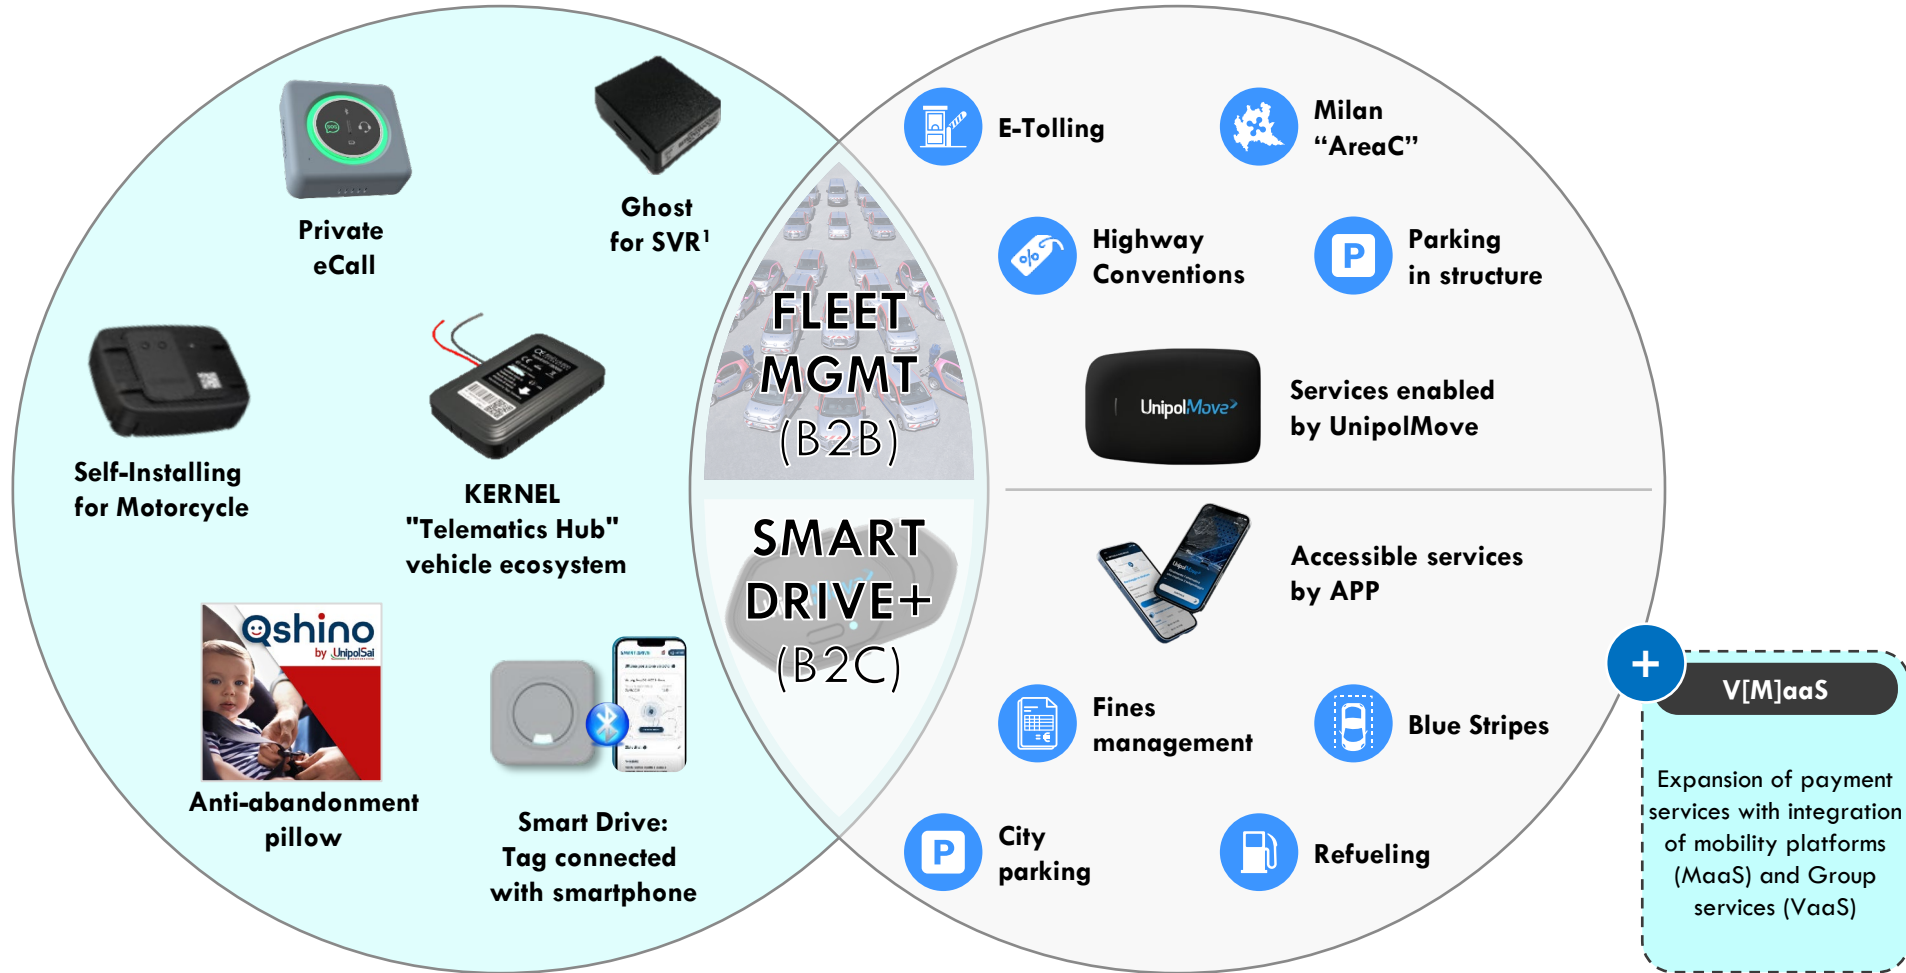 Private
eCall
Ghost
for SVR¹
Self-Installing
for Motorcycle
KERNEL
"Telematics Hub"
vehicle ecosystem
Qshino
by UnipolSai
Anti-abandonment
pillow
Smart Drive:
Tag connected
with smartphone
FLEET
MGMT
(B2B)
SMART
DRIVE+
(B2C)
E-Tolling
Milan
“AreaC”
Highway
Conventions
P
Parking
in structure
UnipolMove
Services enabled
by UnipolMove
Accessible services
by APP
Fines
management
Blue Stripes
P
City
parking
Refueling
+
V[M]aaS
Expansion of payment
services with integration
of mobility platforms
(MaaS) and Group
services (VaaS)